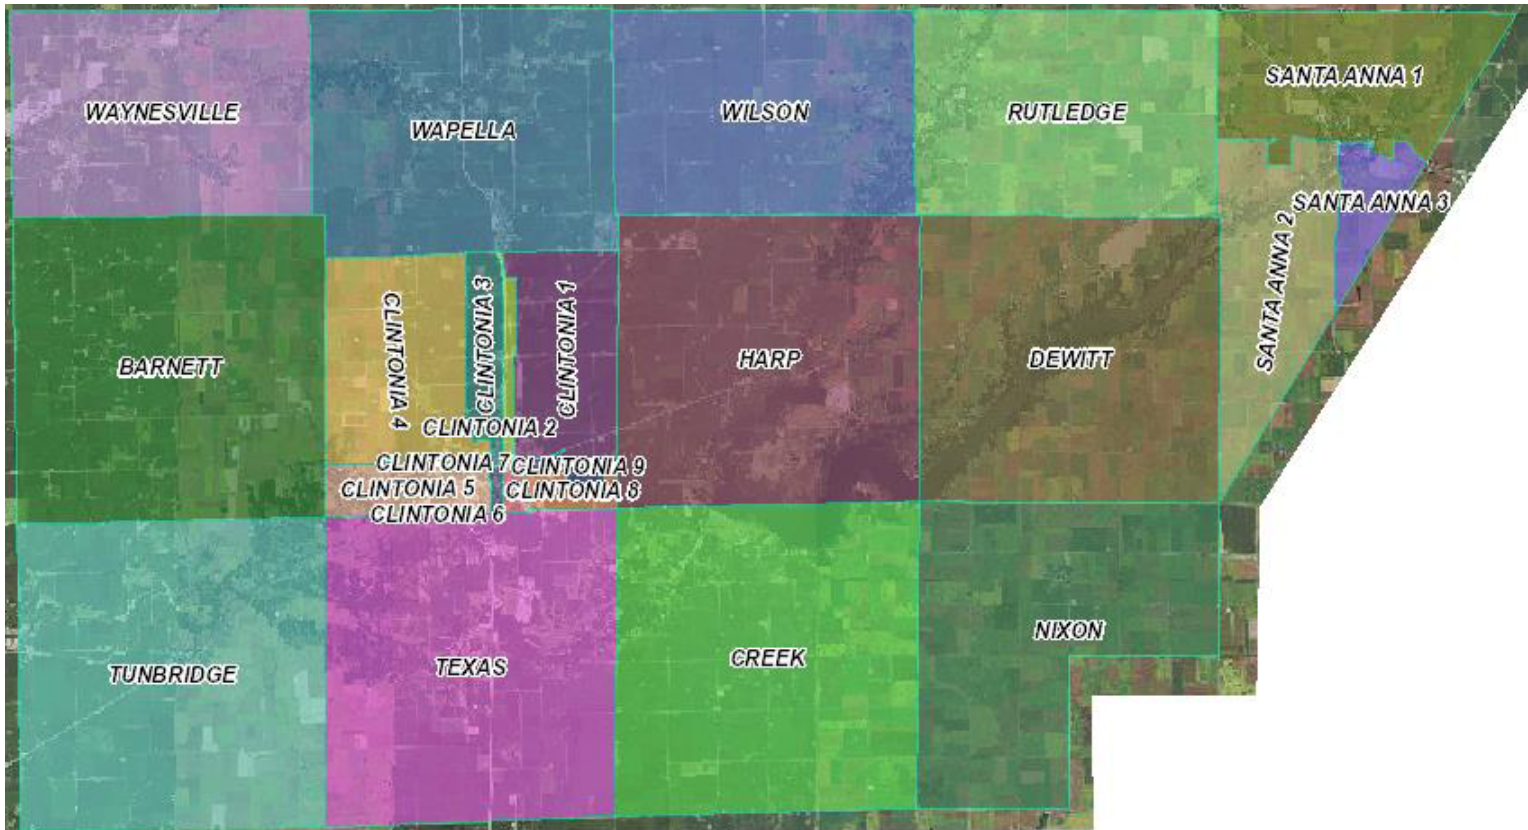 SANTA ANNA 1
WAYNESVILLE
WAPELLA
WILSON
RUTLEDGE
SANTA ANNA 3
SANTA ANNA 2
BARNETT
CLINTONIA 4
CLINTONIA 3
CLINTONIA 1
HARP
DEWITT
CLINTONIA 2
CLINTONIA 7
CLINTONIA 9
CLINTONIA 5
CLINTONIA 8
CLINTONIA 6
TUNBRIDGE
TEXAS
CREEK
NIXON